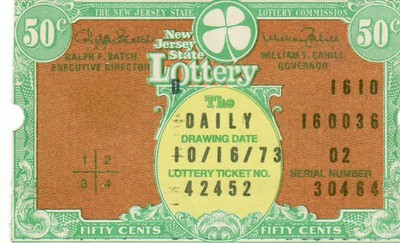 THE NEW JERSEY STATE LOTTERY COMMISSION
50¢ 50¢
RALPH F. BATCH
EXECUTIVE DIRECTOR
New
Jersey
State
Lottery
WILLIAM T. CAHILL
GOVERNOR
D 1610
The
DAILY 160036
DRAWING DATE
10/16/73 02
LOTTERY TICKET NO. SERIAL NUMBER
42452 30464
1 2
3 4
FIFTY CENTS FIFTY CENTS